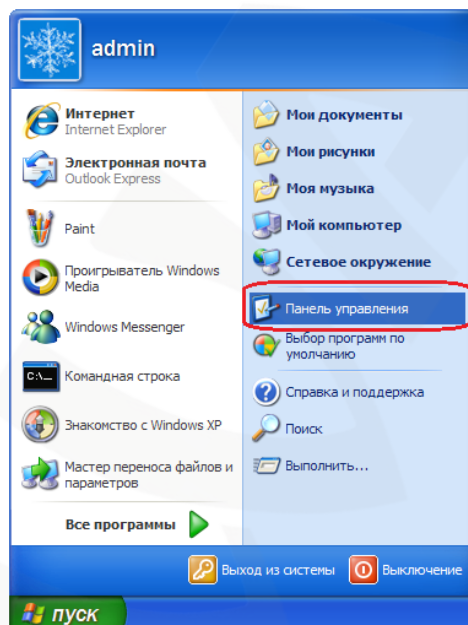 admin
Интернет
Internet Explorer
Электронная почта
Outlook Express
Paint
Проигрыватель Windows
Media
Windows Messenger
C:\_
Командная строка
Знакомство с Windows XP
Мастер переноса файлов и
параметров
Все программы
Мои документы
Мои рисунки
Моя музыка
Мой компьютер
Сетевое окружение
Панель управления
Выбор программ по
умолчанию
Справка и поддержка
Поиск
Выполнить...
Выход из системы
Выключение
пуск